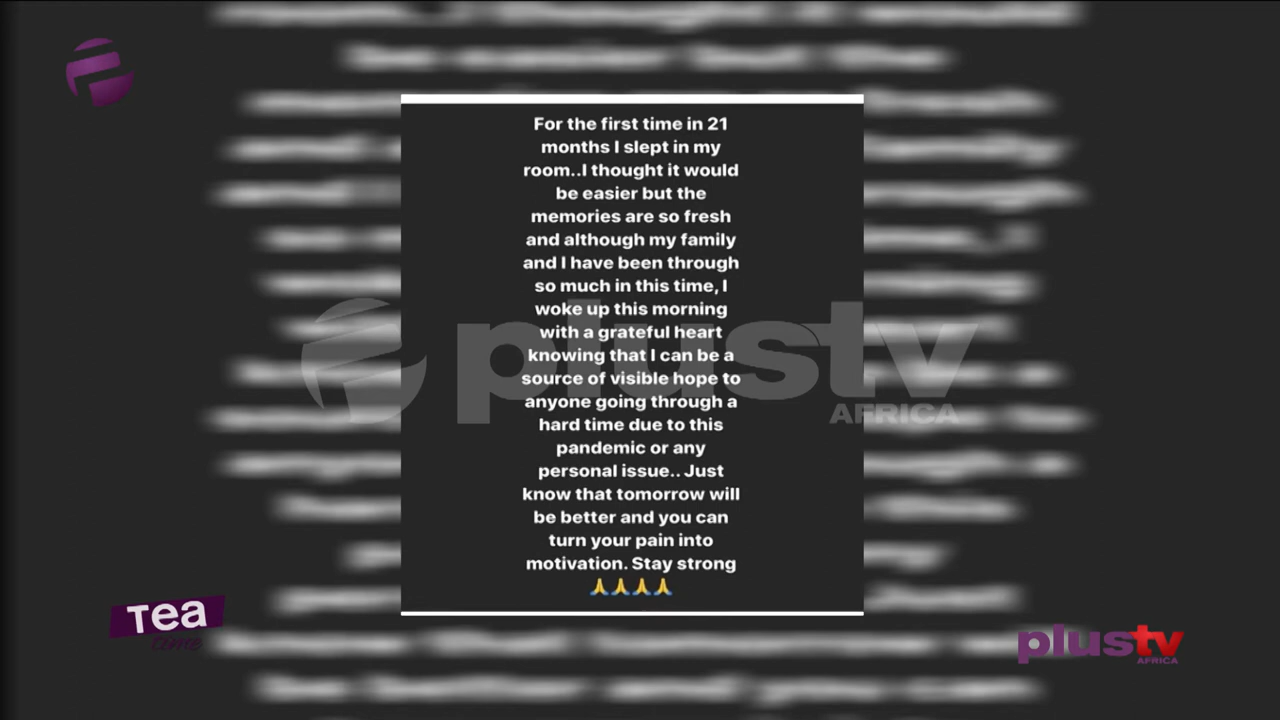 For the first time in 21
months I slept in my
room..I thought it would
be easier but the
memories are so fresh
and although my family
and I have been through
so much in this time, I
woke up this morning
with a grateful heart
knowing that I can be a
source of visible hope to
anyone going through a
hard time due to this
pandemic or any
personal issue.. Just
know that tomorrow will
be better and you can
turn your pain into
motivation. Stay strong
🙏🙏🙏🙏
plustv
AFRICA
Tea
plustv
AFRICA